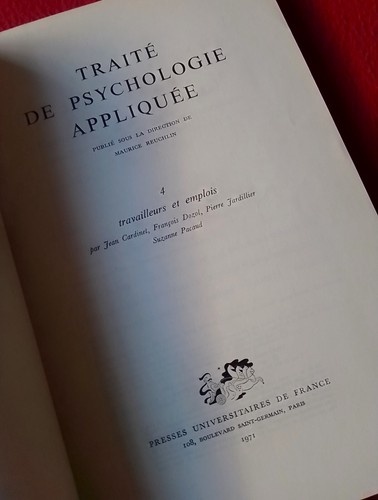 TRAITÉ
DE PSYCHOLOGIE
APPLIQUÉE
PUBLIÉ SOUS LA DIRECTION DE
MAURICE REUCHLIN
4
travailleurs et emplois
par Jean Cardinet, François Dezoi, Pierre Jardillier
Suzanne Pacaud
PRESSES UNIVERSITAIRES DE FRANCE
108, BOULEVARD SAINT-GERMAIN, PARIS
1971